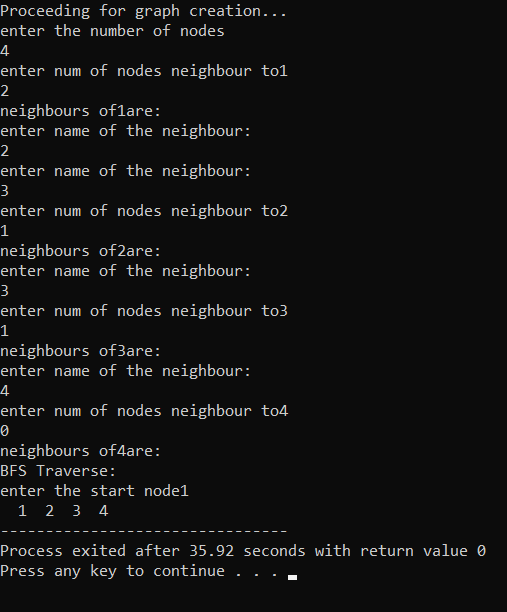 Proceeding for graph creation...
enter the number of nodes
4
enter num of nodes neighbour to1
2
neighbours of1are:
enter name of the neighbour:
2
enter name of the neighbour:
3
enter num of nodes neighbour to2
1
neighbours of2are:
enter name of the neighbour:
3
enter num of nodes neighbour to3
1
neighbours of3are:
enter name of the neighbour:
4
enter num of nodes neighbour to4
0
neighbours of4are:
BFS Traverse:
enter the start node1
  1  2  3  4
--------------------------------
Process exited after 35.92 seconds with return value 0
Press any key to continue . . .